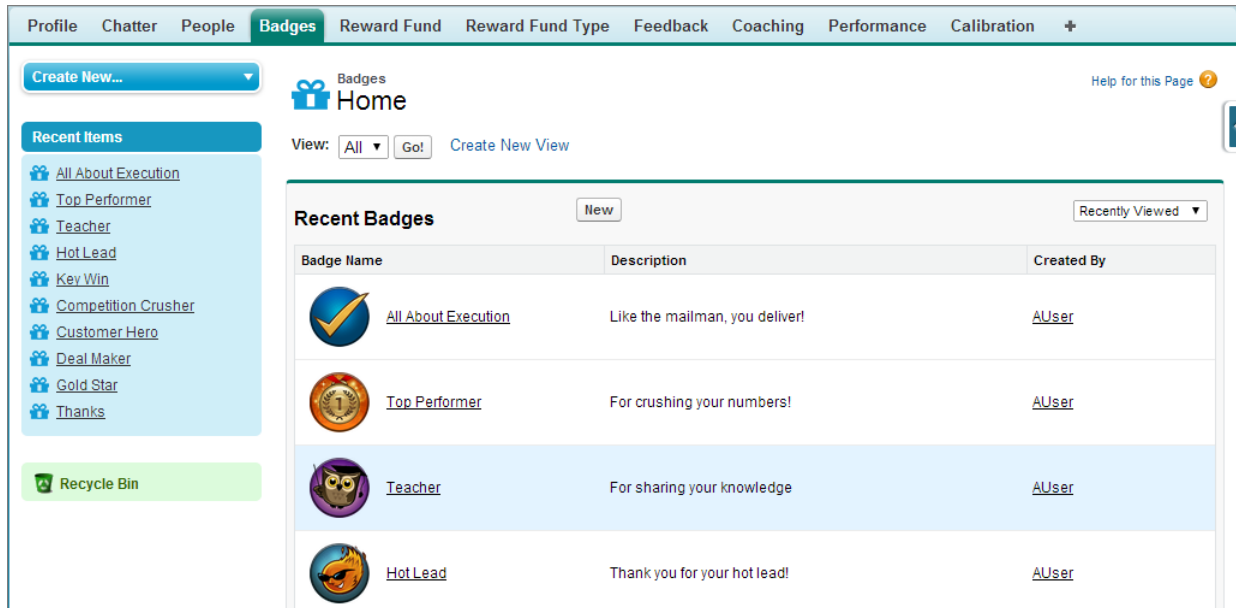 Profile Chatter People Badges Reward Fund Reward Fund Type Feedback Coaching Performance Calibration +
Create New...
Recent Items
All About Execution
Top Performer
Teacher
Hot Lead
Key Win
Competition Crusher
Customer Hero
Deal Maker
Gold Star
Thanks
Recycle Bin
Badges
Home
Help for this Page ?
View: All Go! Create New View
Recent Badges New Recently Viewed
Badge Name Description Created By
All About Execution Like the mailman, you deliver! AUser
1 Top Performer For crushing your numbers! AUser
Teacher For sharing your knowledge AUser
Hot Lead Thank you for your hot lead! AUser